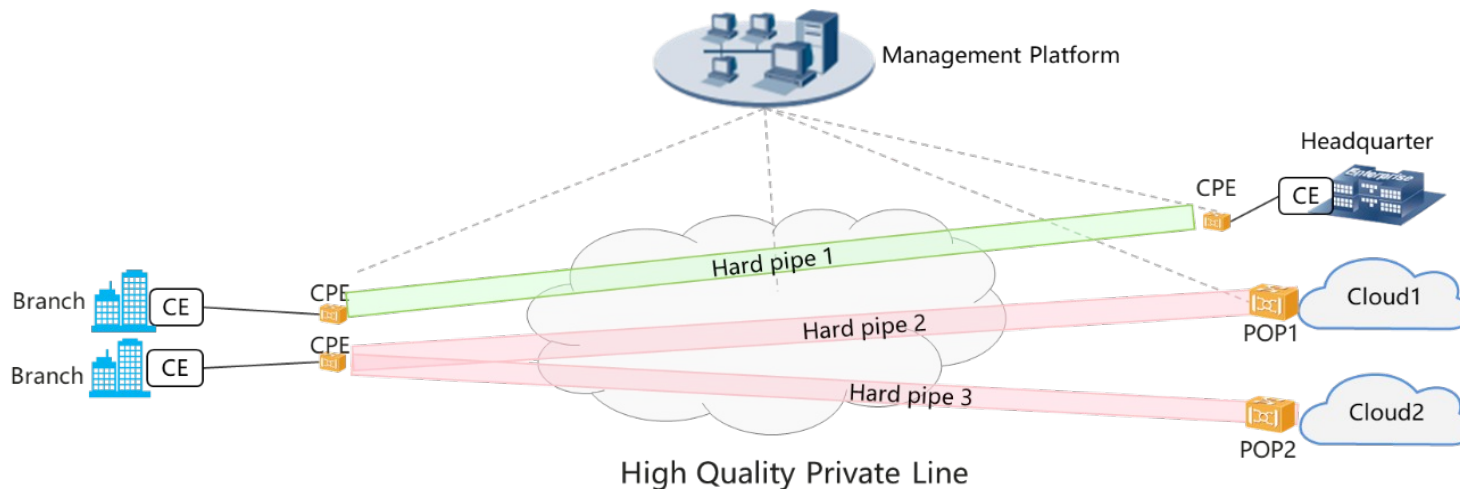 Management Platform
Headquarter
Enterprise
CPE
CE
Hard pipe 1
Branch
CE
CPE
Cloud1
Hard pipe 2
POP1
CPE
Branch
CE
Hard pipe 3
Cloud2
POP2
High Quality Private Line